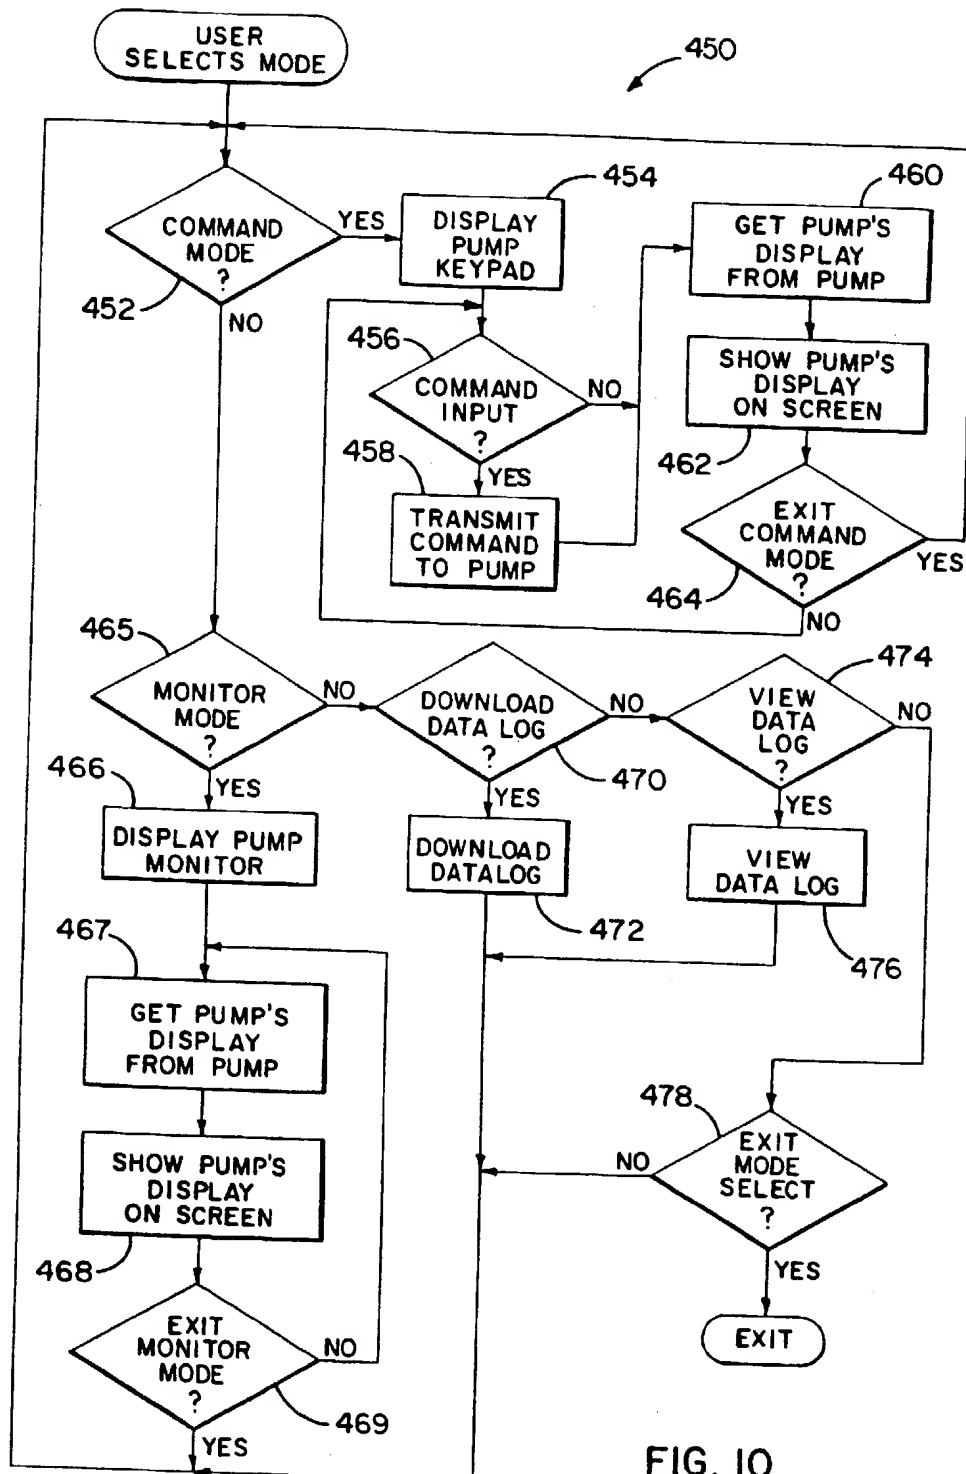 USER
SELECTS MODE
450
COMMAND
MODE
?
452
YES
NO
454
DISPLAY
PUMP
KEYPAD
456
COMMAND
INPUT
?
NO
YES
458
TRANSMIT
COMMAND
TO PUMP
460
GET PUMP'S
DISPLAY
FROM PUMP
SHOW PUMP'S
DISPLAY
ON SCREEN
462
EXIT
COMMAND
MODE
?
464
YES
NO
465
MONITOR
MODE
?
NO
YES
DOWNLOAD
DATA LOG
?
470
NO
YES
474
VIEW
DATA
LOG
?
NO
YES
466
DISPLAY PUMP
MONITOR
DOWNLOAD
DATALOG
472
VIEW
DATA LOG
476
467
GET PUMP'S
DISPLAY
FROM PUMP
SHOW PUMP'S
DISPLAY
ON SCREEN
468
EXIT
MONITOR
MODE
?
469
NO
YES
478
EXIT
MODE
SELECT
?
NO
YES
EXIT
FIG. 10